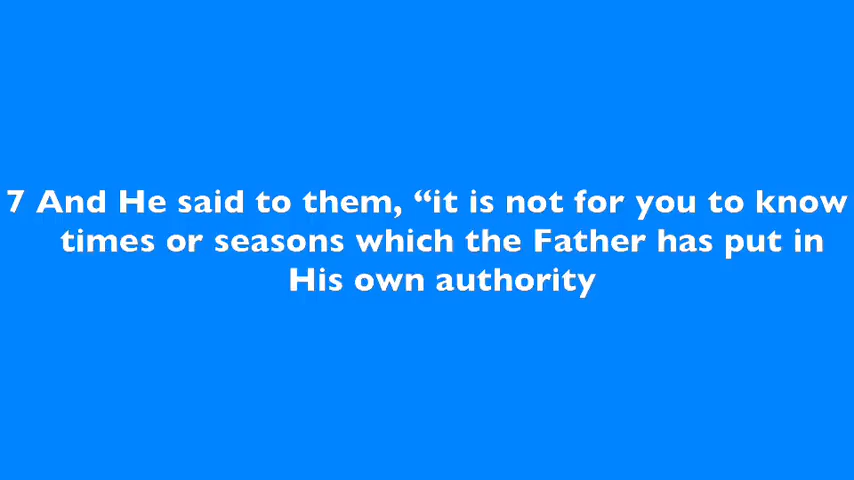 7 And He said to them, “it is not for you to know
times or seasons which the Father has put in
His own authority